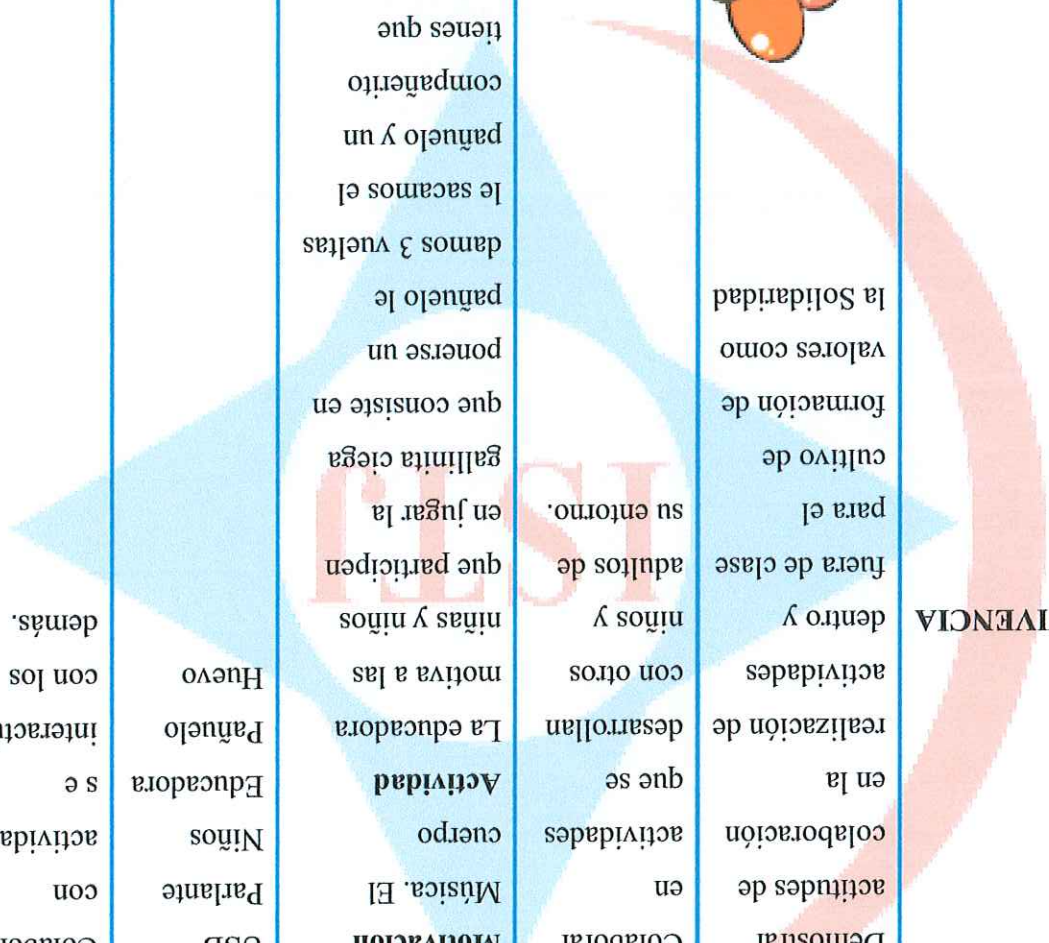 IVENCIA
Demostrar
actitudes de
colaboración
en la
realización de
actividades
dentro y
fuera de clase
para el
cultivo de
formación de
valores como
la Solidaridad
Colaborar
en
actividades
que se
desarrollan
con otros
niños y
adultos de
su entorno.
Motivación
Música. El
cuerpo
Actividad
La educadora
motiva a las
niñas y niños
que participen
en jugar la
gallinita ciega
que consiste en
ponerse un
pañuelo le
damos 3 vueltas
le sacamos el
pañuelo y un
compañerito
tienes que
USB
Parlante
Niños
Educadora
Pañuelo
Huevo
con
activida
s e
interactú
con los
demás.